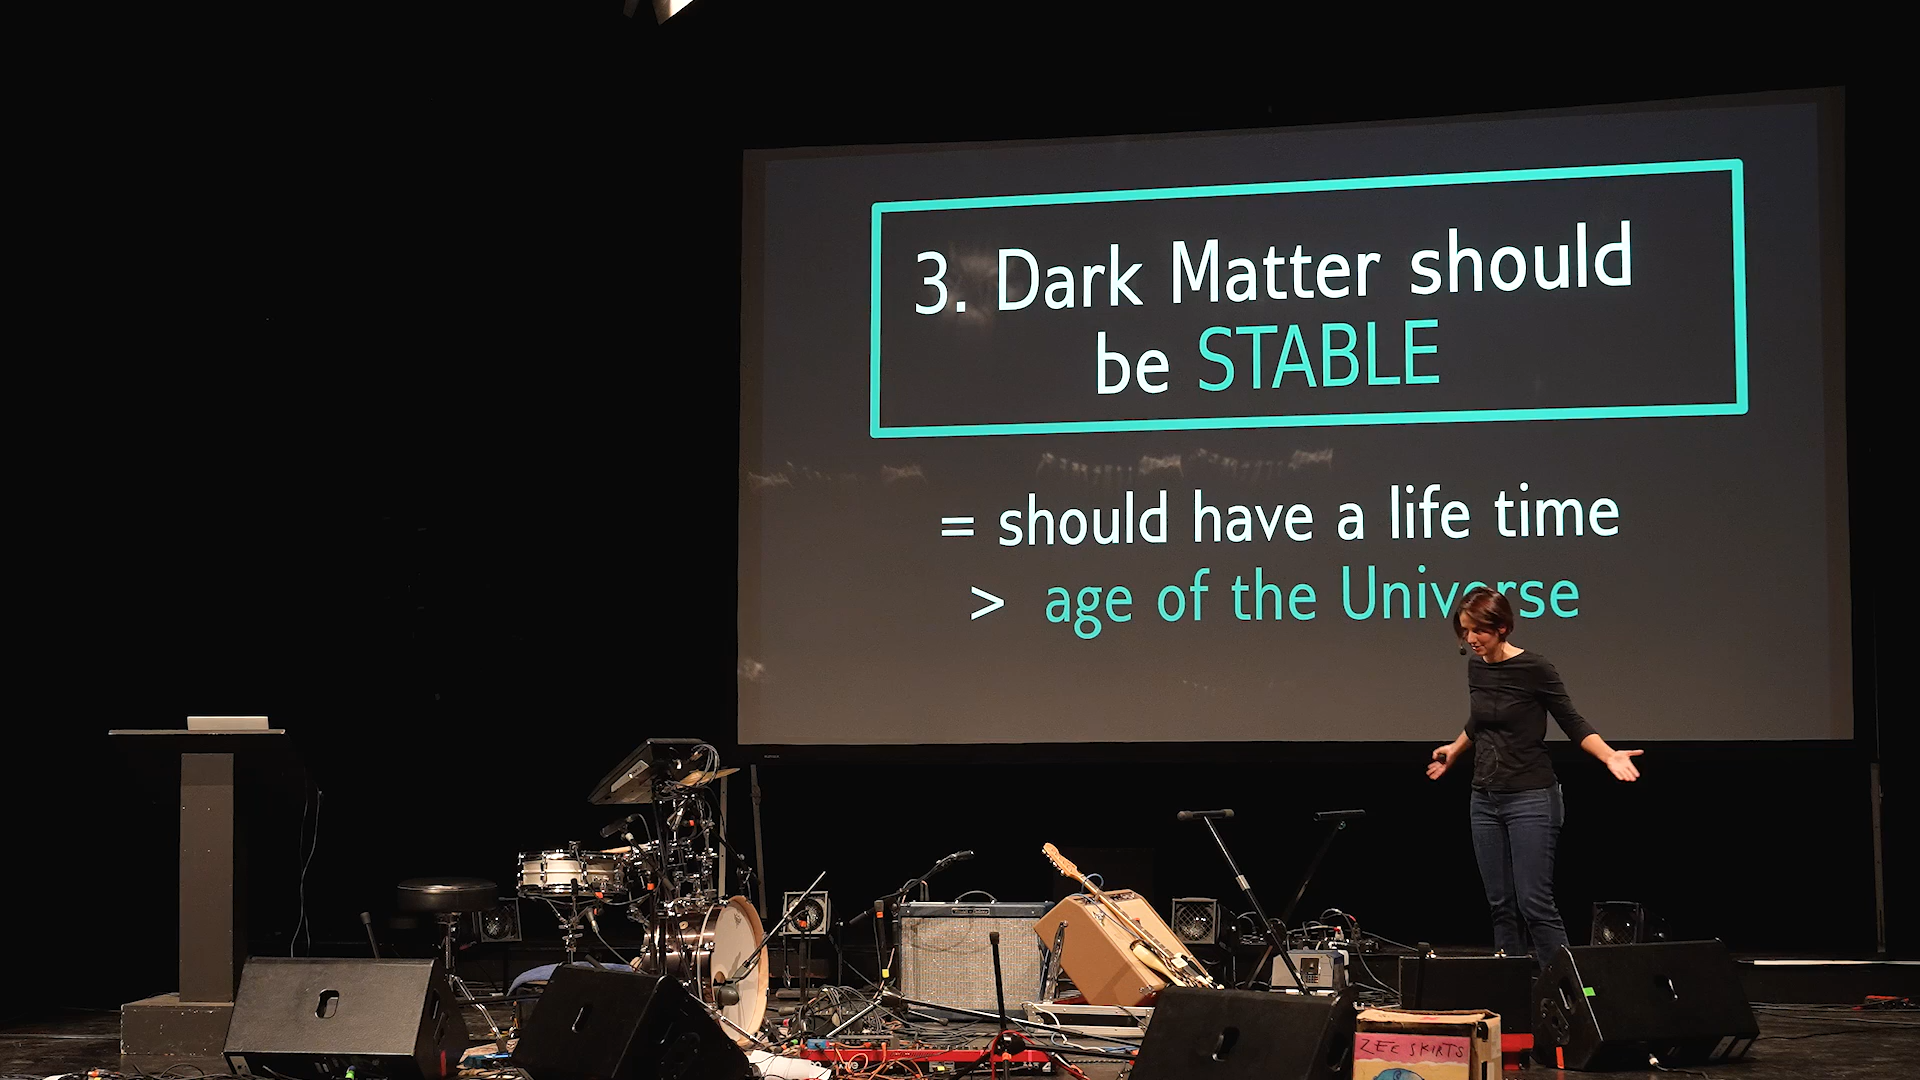 3. Dark Matter should
be STABLE
= should have a life time
> age of the Universe
ZEE SKIRTS